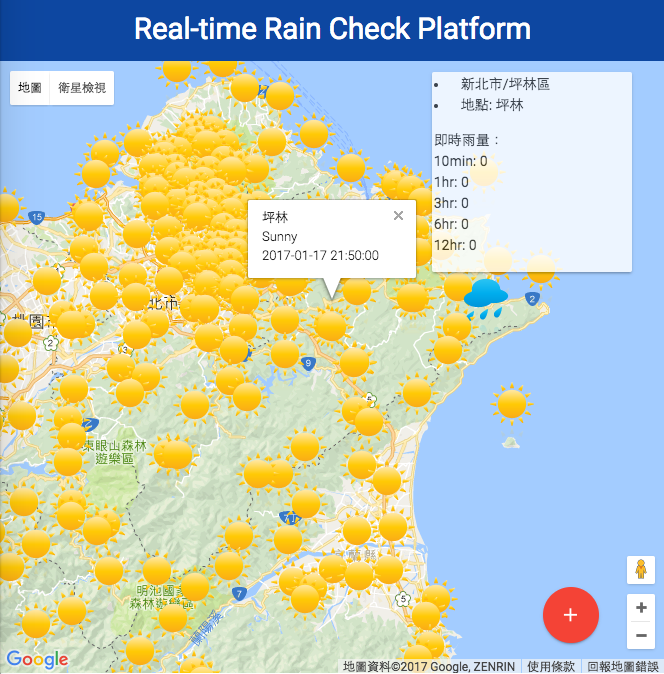 Real-time Rain Check Platform
地圖
衛星檢視
新北市/坪林區
地點: 坪林
即時雨量：
10min: 0
1hr: 0
3hr: 0
6hr: 0
12hr: 0
坪林
Sunny
2017-01-17 21:50:00
15
2
北市
桃園
2
3
9
5
東眼山森林
遊樂區
7
宜蘭縣
明池國家
森林遊樂區
7
5
蘭陽溪
+
+
−
Google
地圖資料©2017 Google, ZENRIN
使用條款
回報地圖錯誤